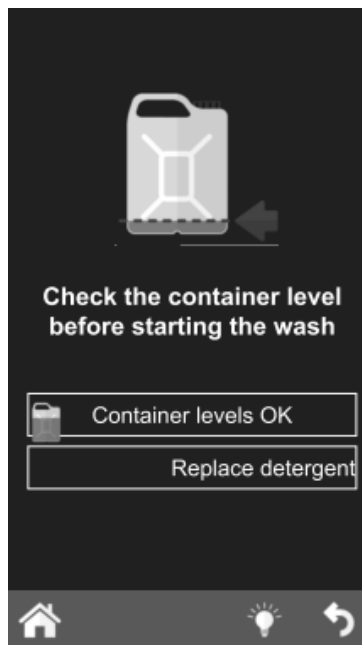 Check the container level
before starting the wash
Container levels OK
Replace detergent